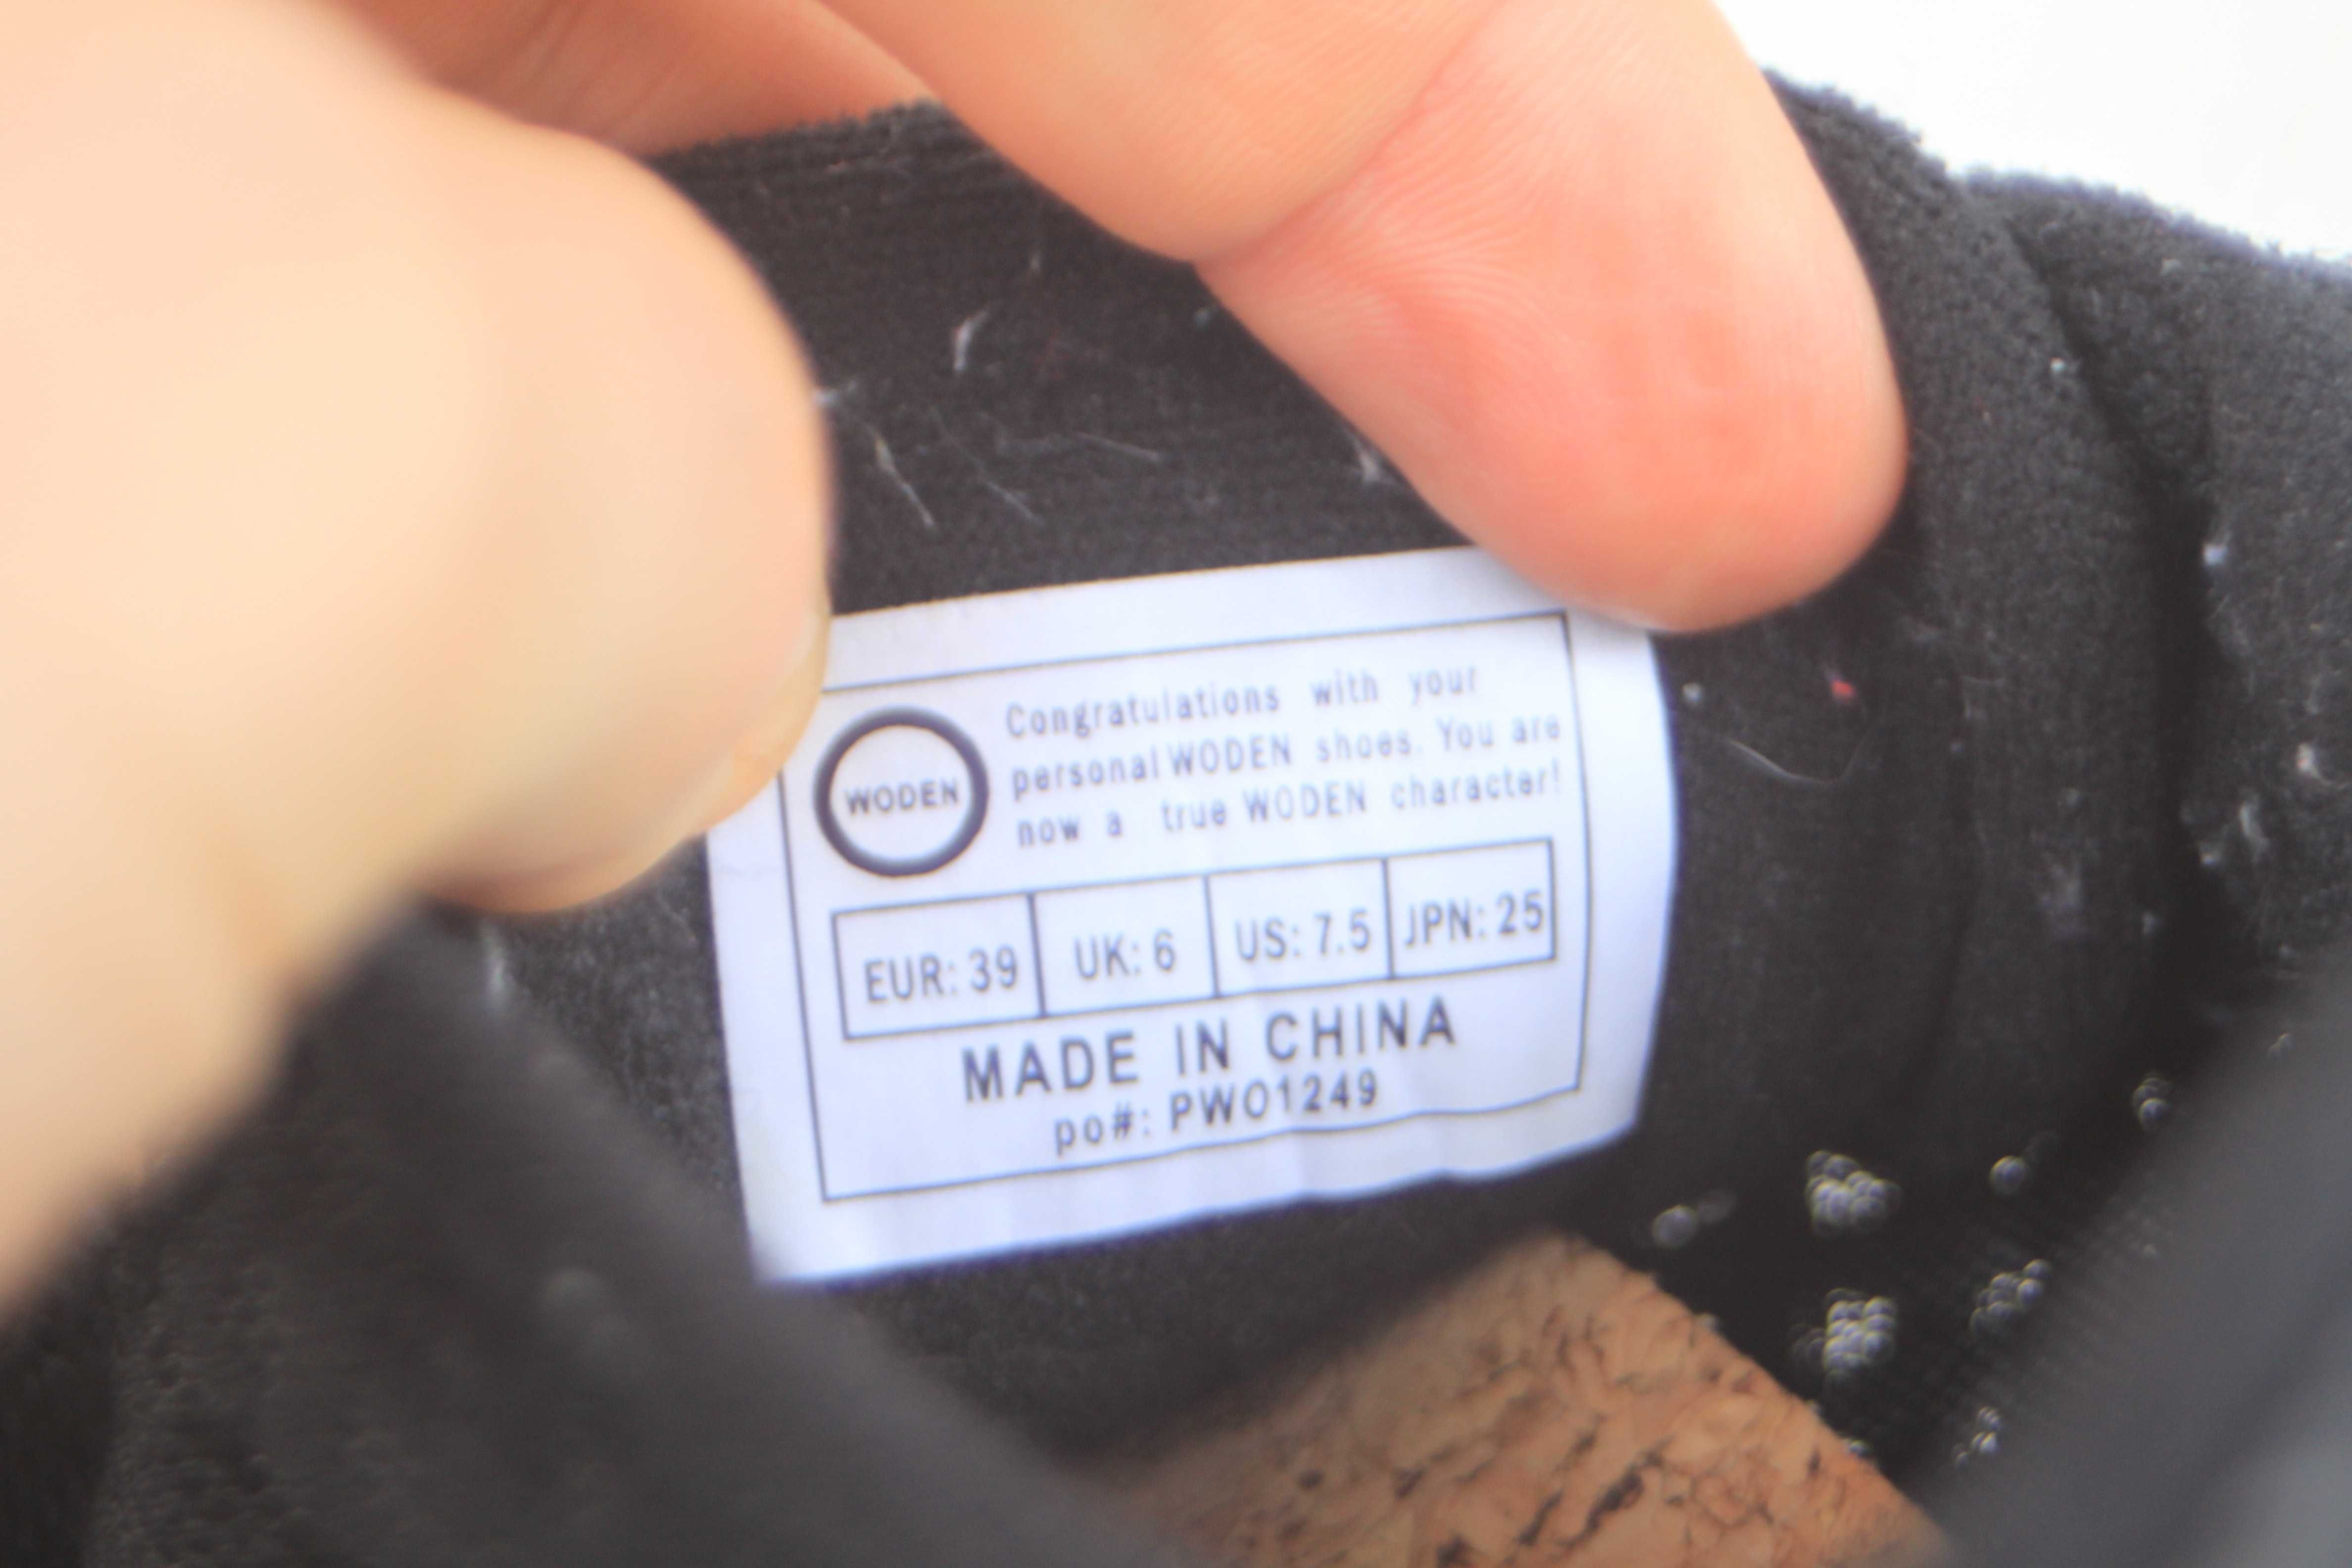 WODEN
Congratulations with your
personal WODEN shoes. You are
now a true WODEN character!
EUR: 39 UK: 6 US: 7.5 JPN: 25
MADE IN CHINA
po#: PWO1249